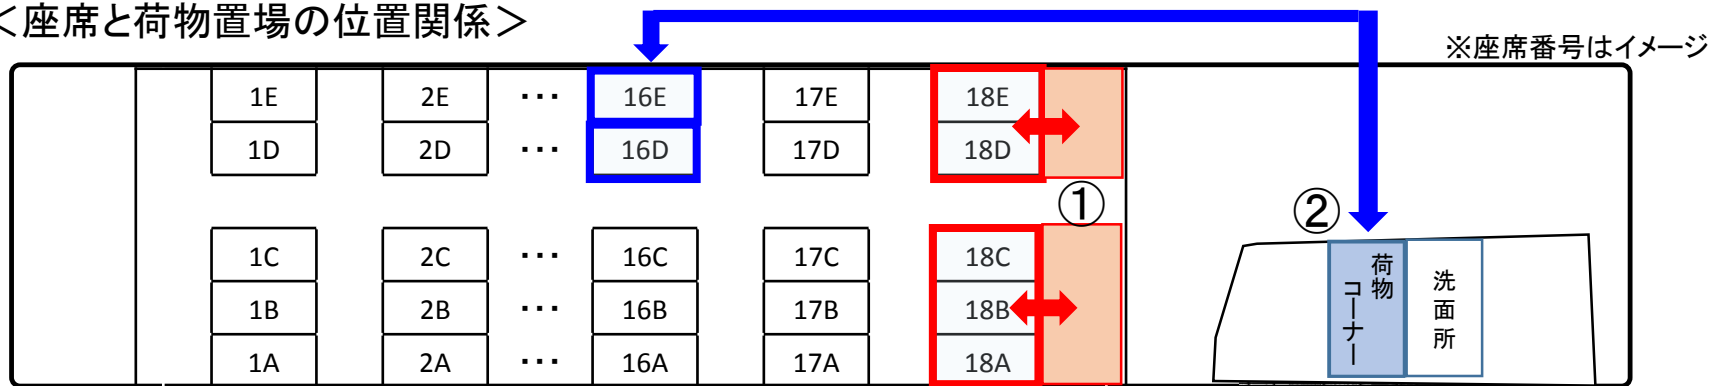 ＜座席と荷物置場の位置関係＞
※座席番号はイメージ
1E 2E ・・・ 16E 17E 18E
1D 2D ・・・ 16D 17D 18D
①
②
1C 2C ・・・ 16C 17C 18C
1B 2B ・・・ 16B 17B 18B
1A 2A ・・・ 16A 17A 18A
荷物
コーナー
洗面所